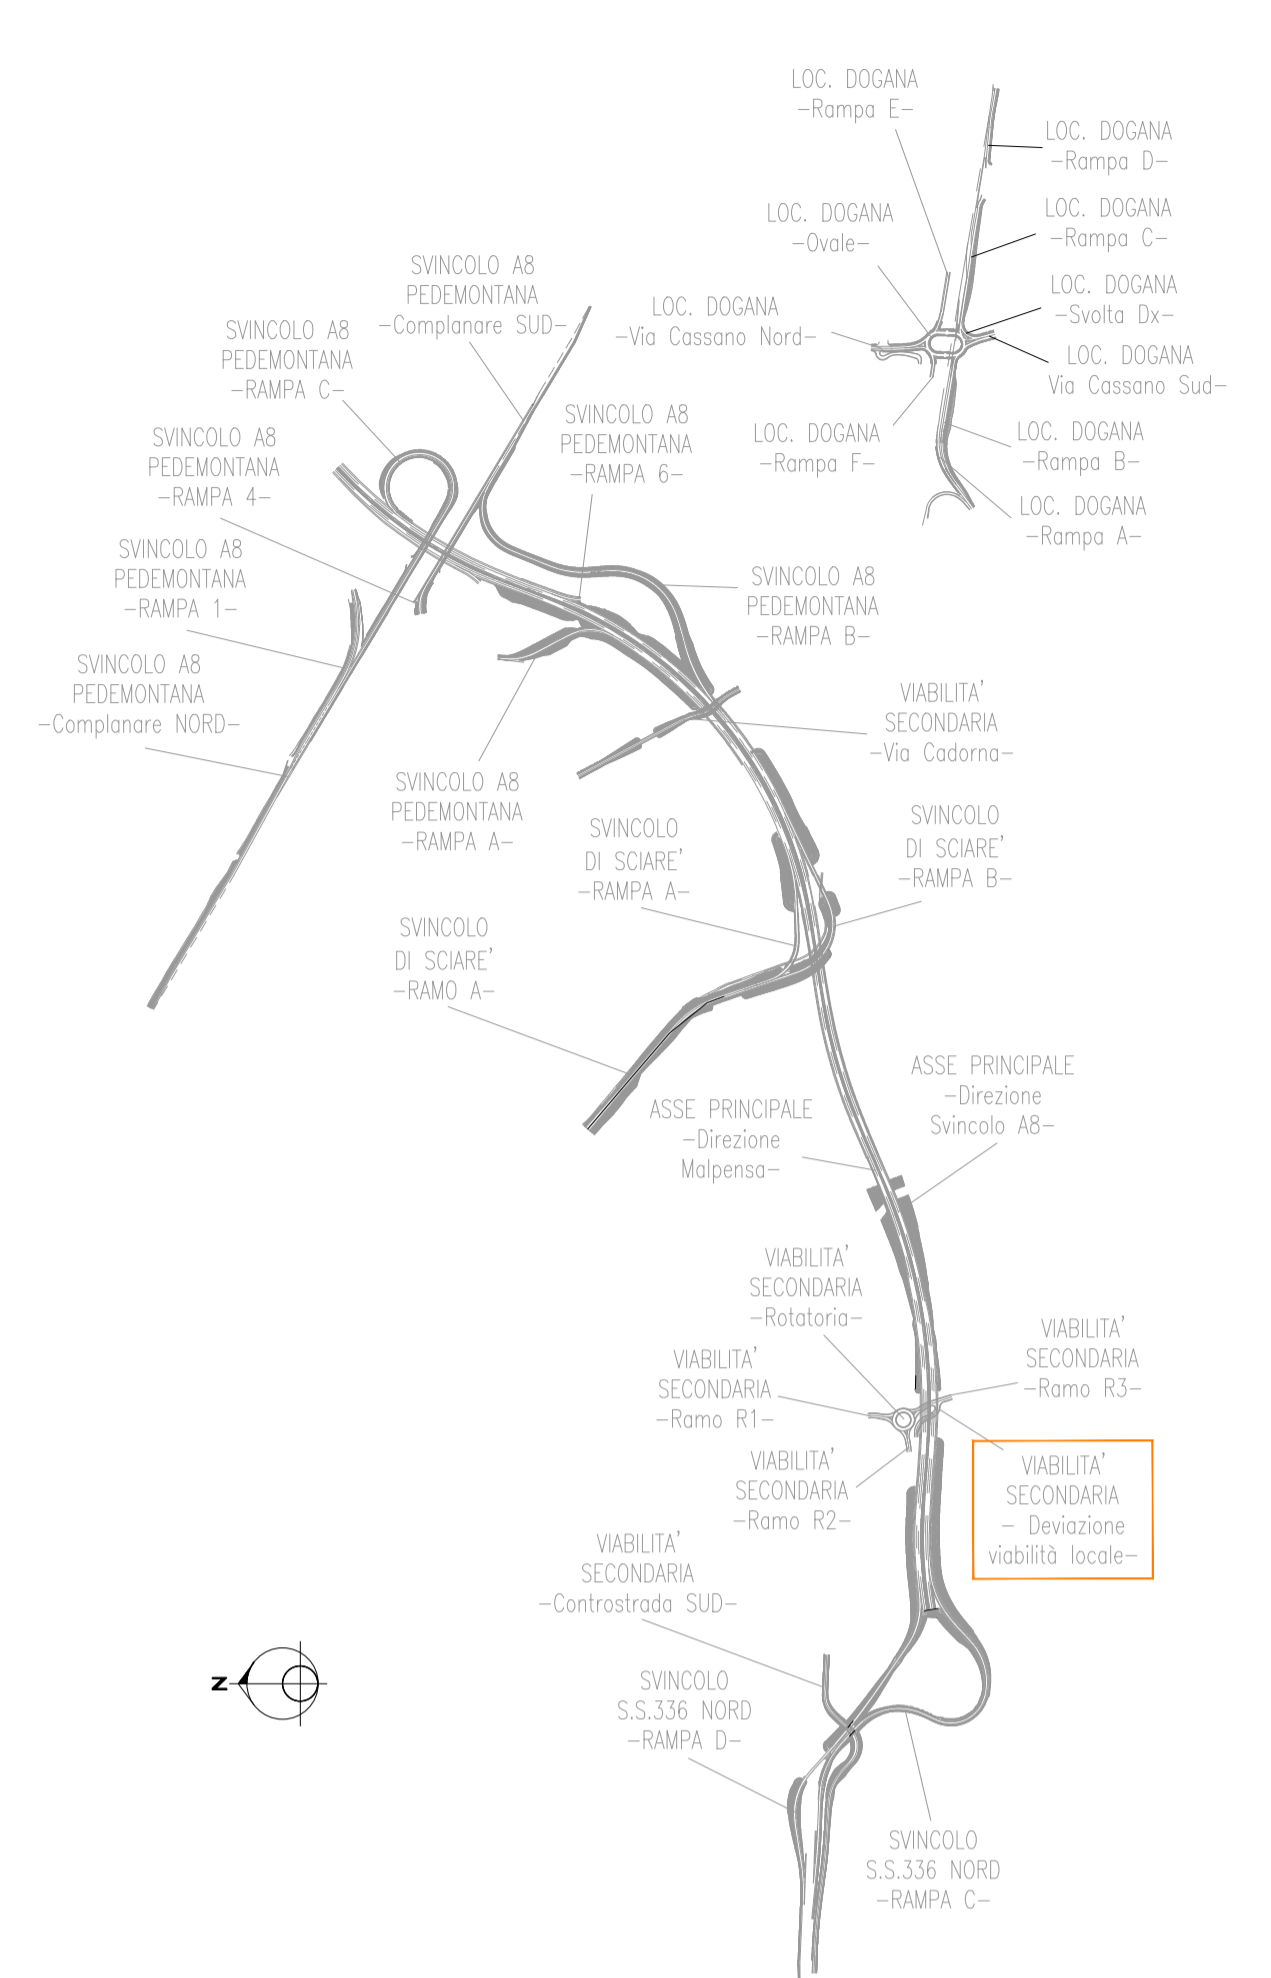 LOC. DOGANA
-Rampa E-
LOC. DOGANA
-Rampa D-
LOC. DOGANA
-Ovale-
LOC. DOGANA
-Rampa C-
SVINCOLO A8
PEDEMONTANA
-Complanare SUD-
LOC. DOGANA
-Via Cassano Nord-
LOC. DOGANA
-Svolta Dx-
SVINCOLO A8
PEDEMONTANA
-RAMPA C-
LOC. DOGANA
Via Cassano Sud-
SVINCOLO A8
PEDEMONTANA
-RAMPA 6-
SVINCOLO A8
PEDEMONTANA
-RAMPA 4-
LOC. DOGANA
-Rampa F-
LOC. DOGANA
-Rampa B-
LOC. DOGANA
-Rampa A-
SVINCOLO A8
PEDEMONTANA
-RAMPA 1-
SVINCOLO A8
PEDEMONTANA
-RAMPA B-
SVINCOLO A8
PEDEMONTANA
-Complanare NORD-
VIABILITA'
SECONDARIA
-Via Cadorna-
SVINCOLO A8
PEDEMONTANA
-RAMPA A-
SVINCOLO
DI SCIARE'
-RAMPA A-
SVINCOLO
DI SCIARE'
-RAMPA B-
SVINCOLO
DI SCIARE'
-RAMO A-
ASSE PRINCIPALE
-Direzione
Svincolo A8-
ASSE PRINCIPALE
-Direzione
Malpensa-
VIABILITA'
SECONDARIA
-Rotatoria-
VIABILITA'
SECONDARIA
-Ramo R3-
VIABILITA'
SECONDARIA
-Ramo R1-
VIABILITA'
SECONDARIA
-Ramo R2-
VIABILITA'
SECONDARIA
- Deviazione
viabilità locale-
VIABILITA'
SECONDARIA
-Controstrada SUD-
N
SVINCOLO
S.S.336 NORD
-RAMPA D-
SVINCOLO
S.S.336 NORD
-RAMPA C-